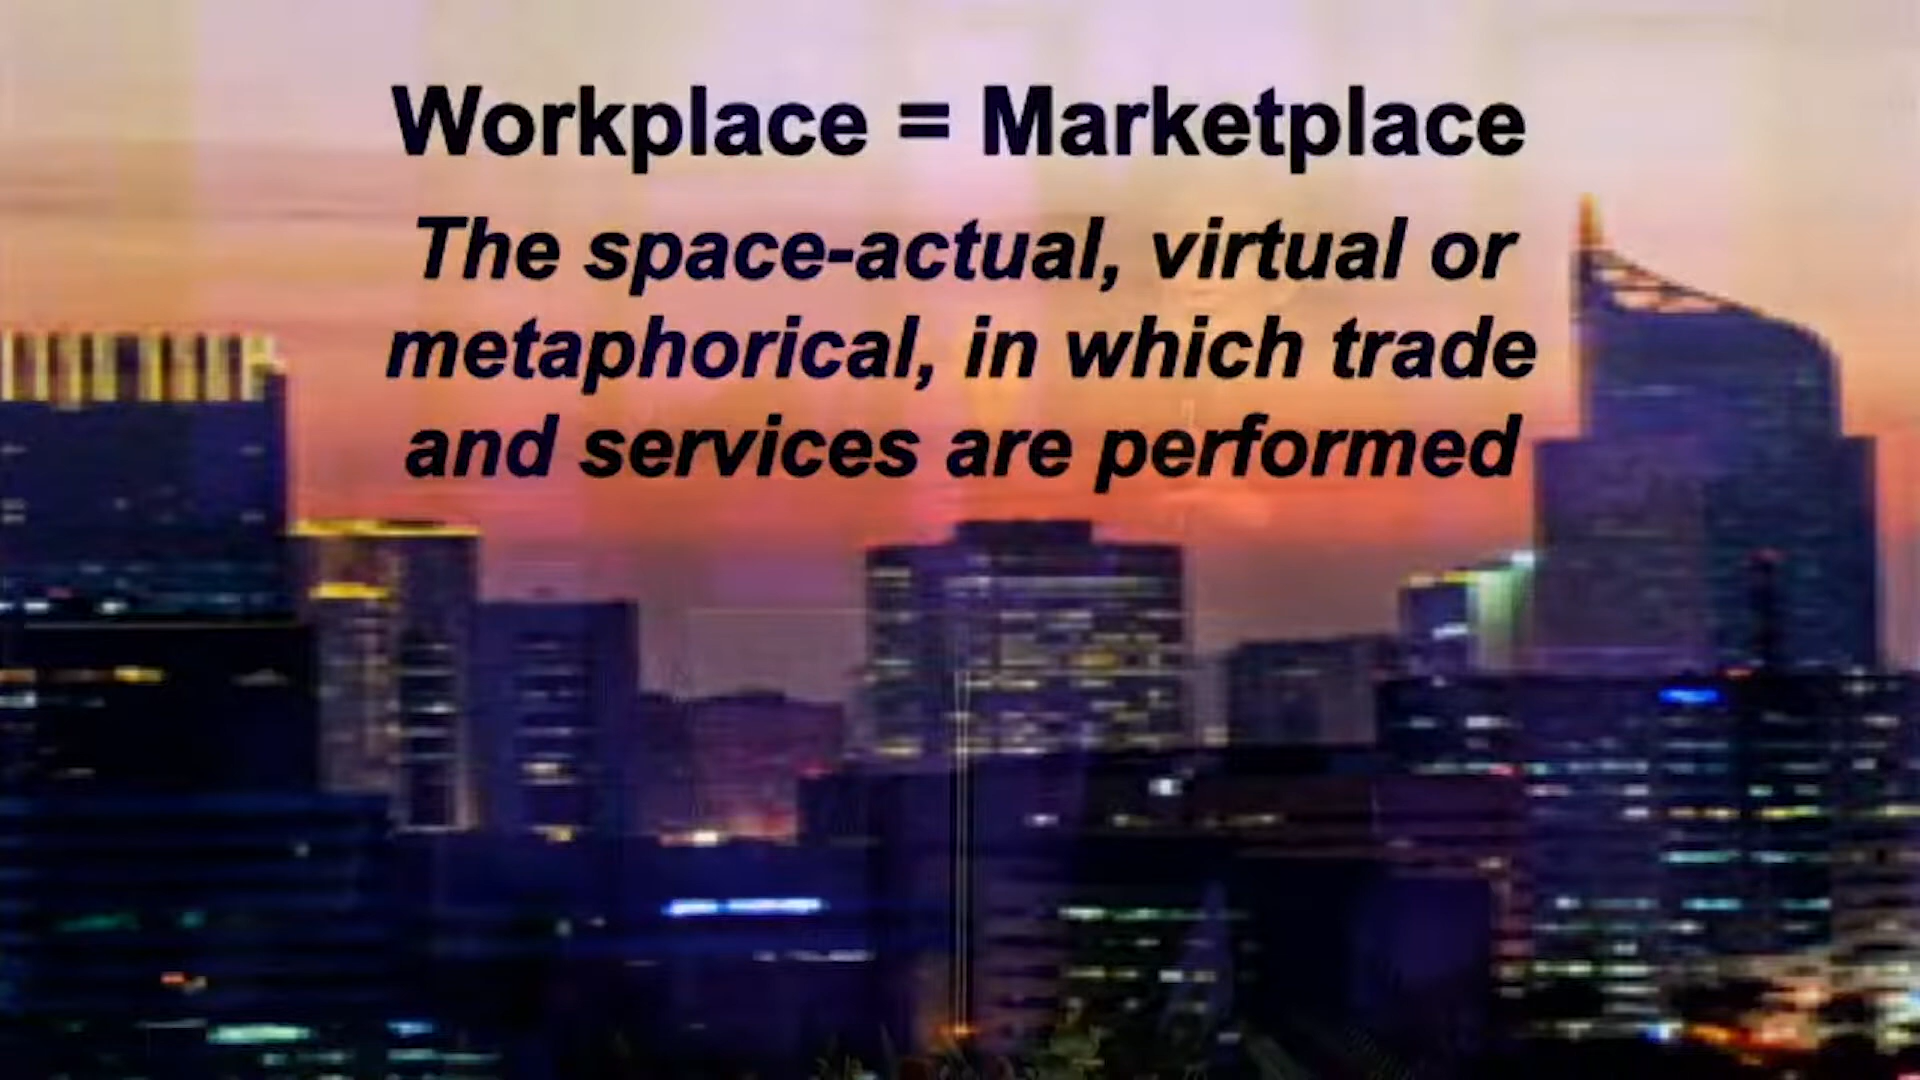 Workplace = Marketplace
The space-actual, virtual or
metaphorical, in which trade
and services are performed